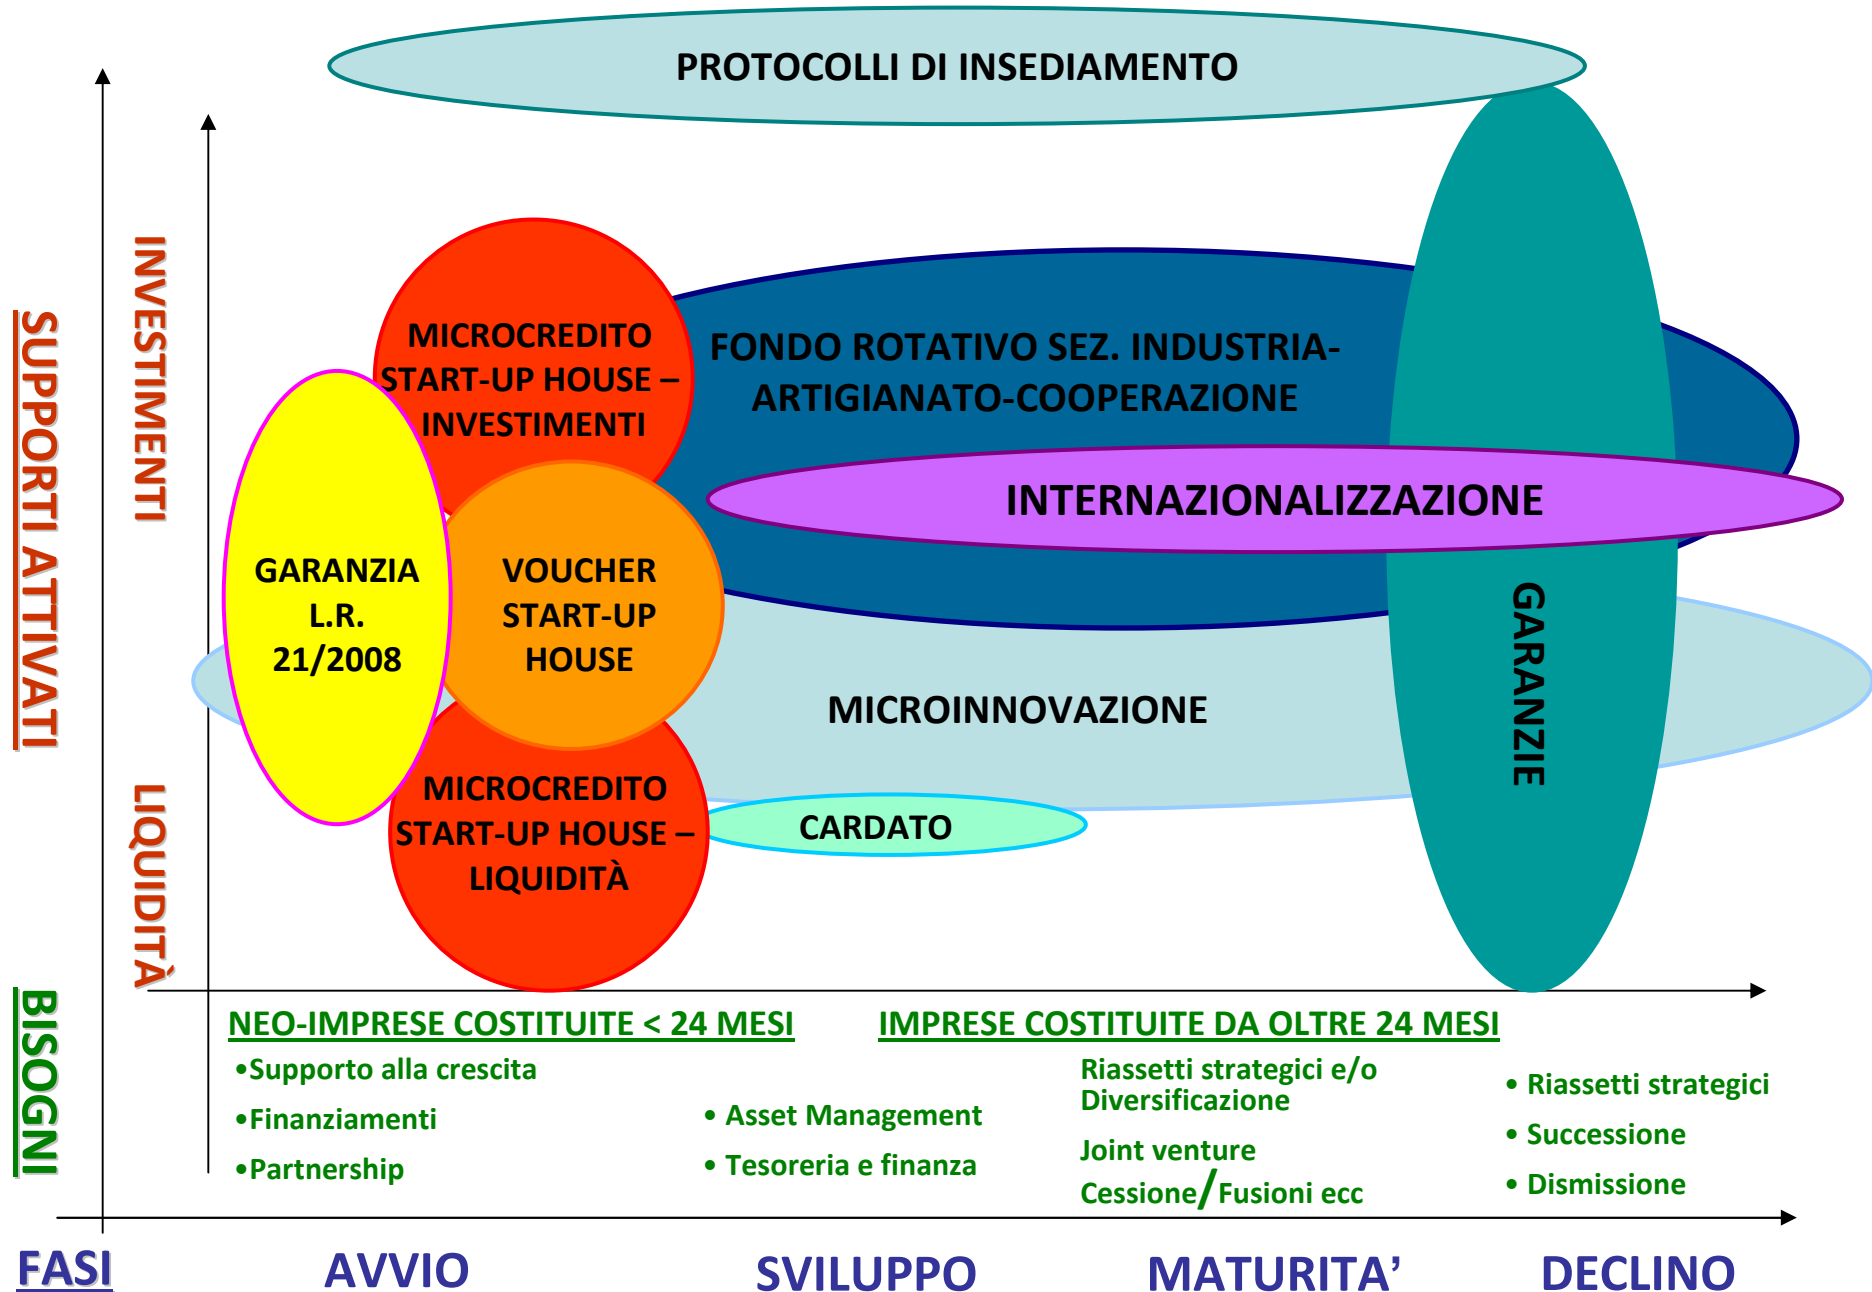 PROTOCOLLI DI INSEDIAMENTO
SUPPORTI ATTIVATI
INVESTIMENTI
LIQUIDITÀ
MICROCREDITO
START-UP HOUSE –
INVESTIMENTI
FONDO ROTATIVO SEZ. INDUSTRIA-
ARTIGIANATO-COOPERAZIONE
INTERNAZIONALIZZAZIONE
GARANZIA
L.R.
21/2008
VOUCHER
START-UP
HOUSE
GARANZIE
MICROINNOVAZIONE
MICROCREDITO
START-UP HOUSE –
LIQUIDITÀ
CARDATO
BISOGNI
NEO-IMPRESE COSTITUITE < 24 MESI
•Supporto alla crescita
•Finanziamenti
•Partnership
• Asset Management
• Tesoreria e finanza
IMPRESE COSTITUITE DA OLTRE 24 MESI
Riassetti strategici e/o
Diversificazione
Joint venture
Cessione/Fusioni ecc
• Riassetti strategici
• Successione
• Dismissione
FASI
AVVIO
SVILUPPO
MATURITA’
DECLINO